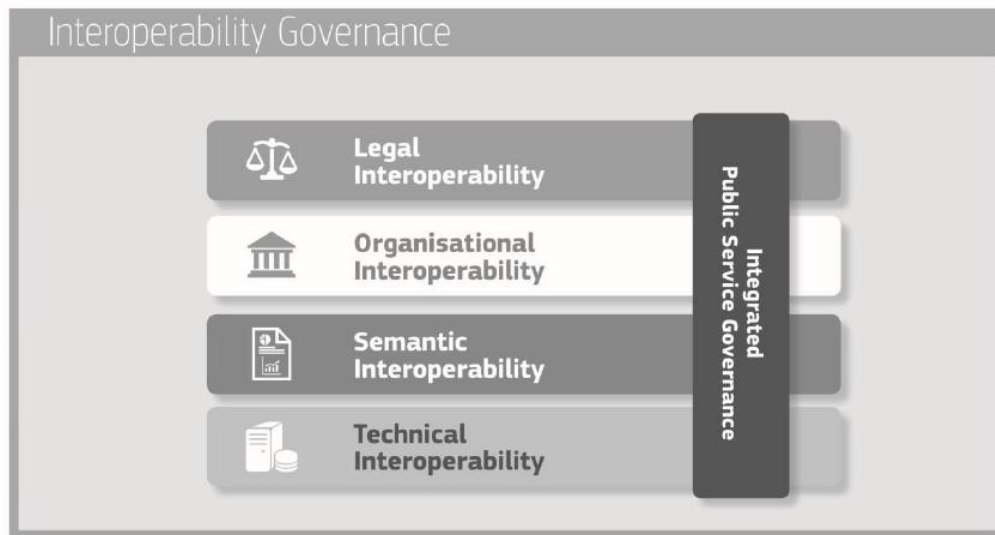 Interoperability Governance
Legal
Interoperability
Organisational
Interoperability
Semantic
Interoperability
Technical
Interoperability
Integrated
Public Service Governance